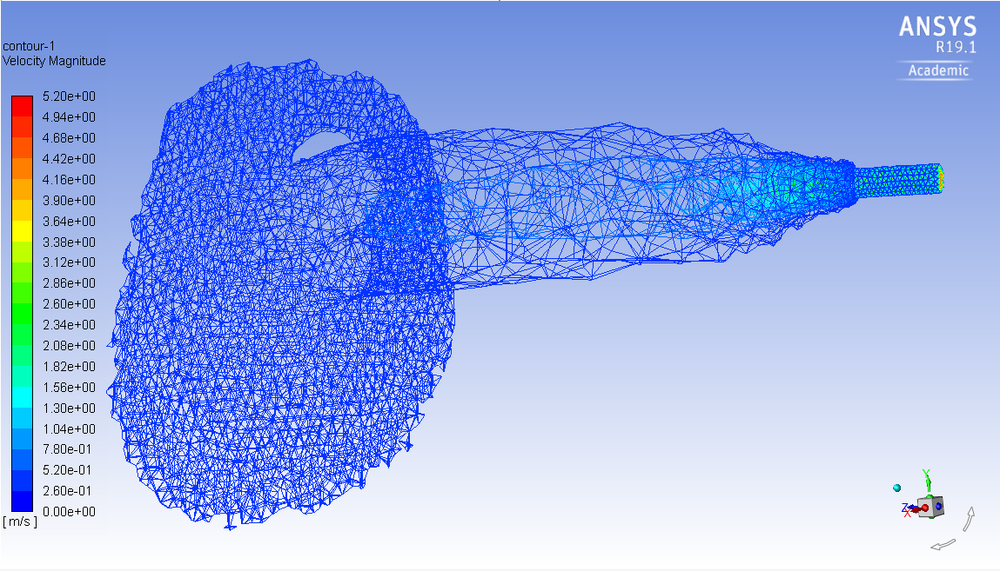 ANSYS
R19.1
Academic
contour-1
Velocity Magnitude
5.20e+00
4.94e+00
4.68e+00
4.42e+00
4.16e+00
3.90e+00
3.64e+00
3.38e+00
3.12e+00
2.86e+00
2.60e+00
2.34e+00
2.08e+00
1.82e+00
1.56e+00
1.30e+00
1.04e+00
7.80e-01
5.20e-01
2.60e-01
0.00e+00
[ m/s ]
Y
Z
X